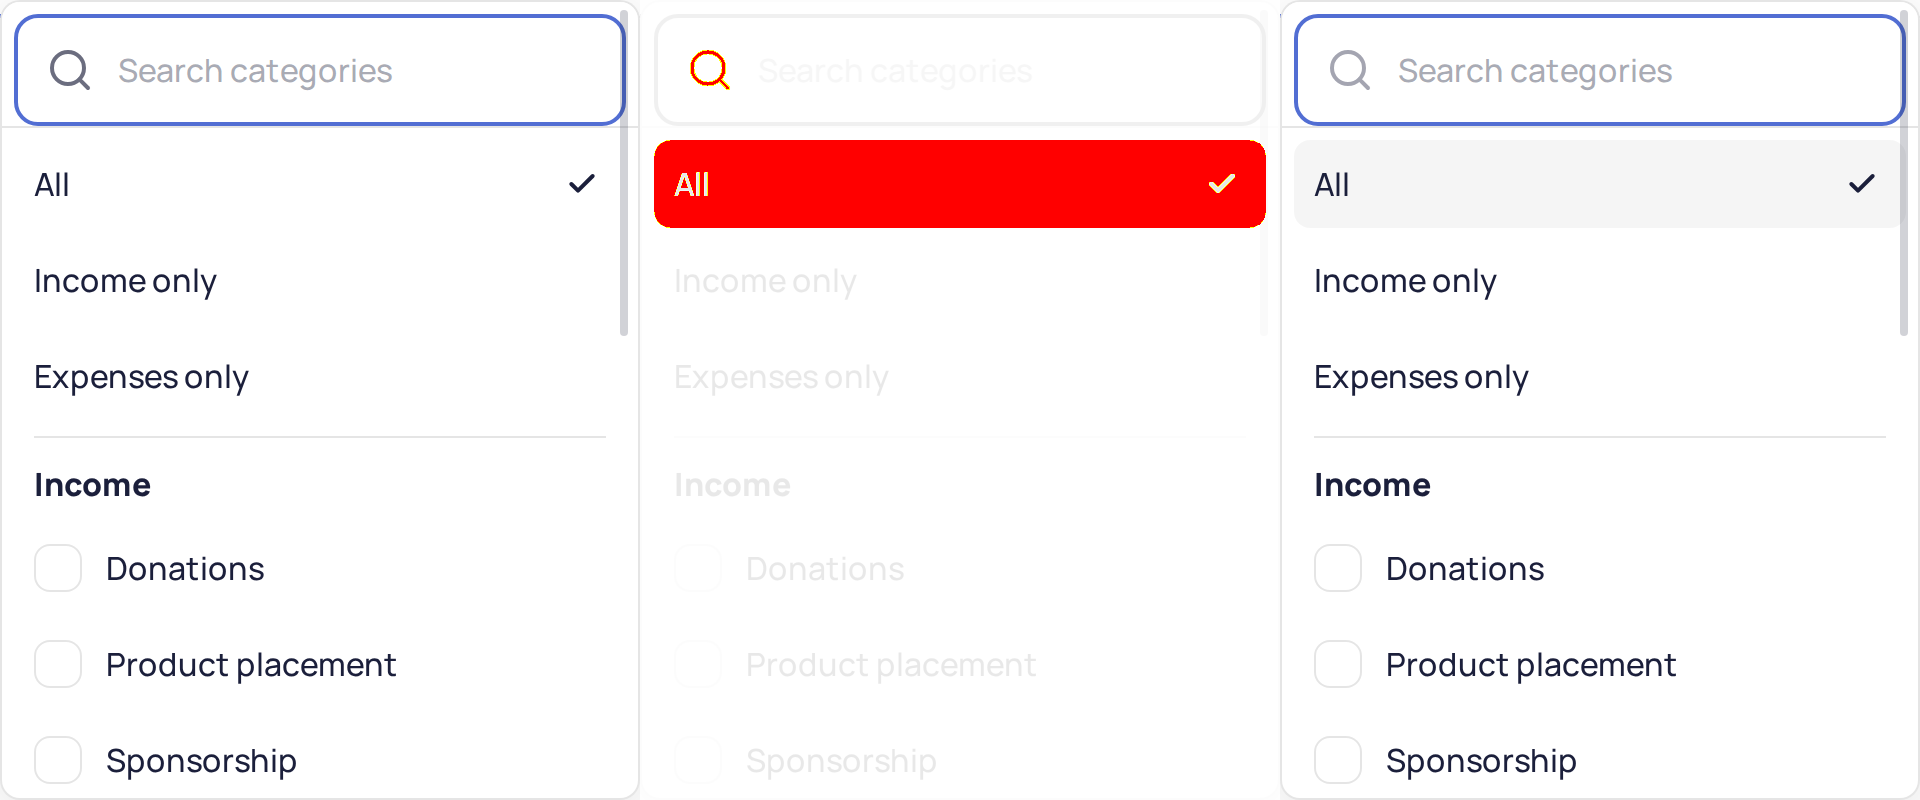 Search categories
All
Income only
Expenses only
Income
Donations
Product placement
Sponsorship
Search categories
All
Income only
Expenses only
Income
Donations
Product placement
Sponsorship
Search categories
All
Income only
Expenses only
Income
Donations
Product placement
Sponsorship